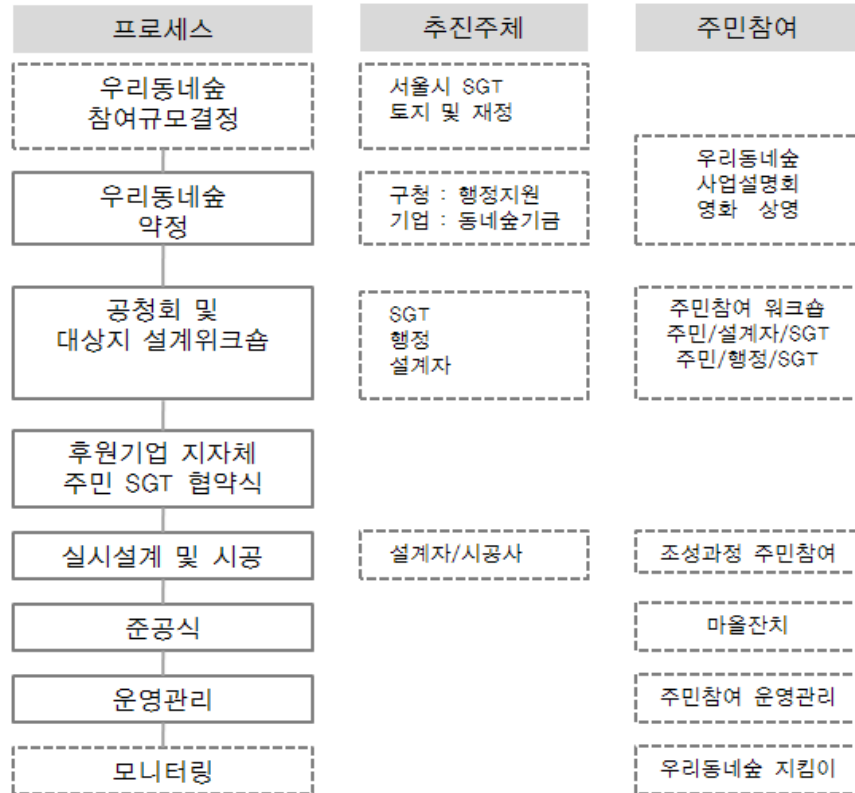 프로세스
추진주체
주민참여
우리동네숲
참여규모결정
서울시 SGT
토지 및 재정
우리동네숲
약정
구청 : 행정지원
기업 : 동네숲기금
우리동네숲
사업설명회
영화 상영
공청회 및
대상지 설계위크숍
SGT
행정
설계자
주민참여 워크숍
주민/설계자/SGT
주민/행정/SGT
후원기업 지자체
주민 SGT 협약식
실시설계 및 시공
설계자/시공사
조성과정 주민참여
준공식
마을잔치
운영관리
주민참여 운영관리
모니터링
우리동네숲 지킴이